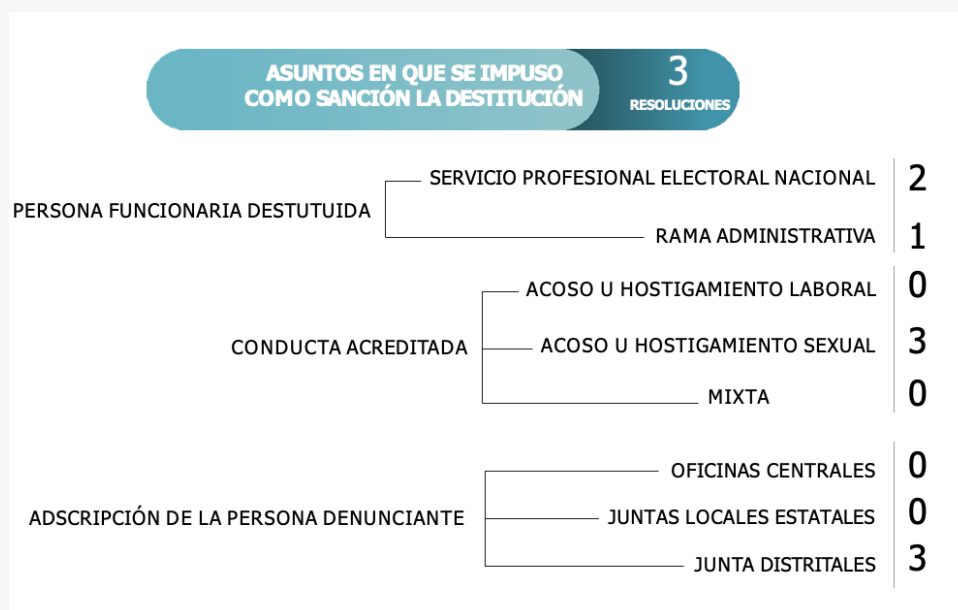 ASUNTOS EN QUE SE IMPUSO
COMO SANCIÓN LA DESTITUCIÓN
3
RESOLUCIONES
PERSONA FUNCIONARIA DESTUTUIDA
SERVICIO PROFESIONAL ELECTORAL NACIONAL 2
RAMA ADMINISTRATIVA 1
CONDUCTA ACREDITADA
ACOSO U HOSTIGAMIENTO LABORAL 0
ACOSO U HOSTIGAMIENTO SEXUAL 3
MIXTA 0
ADSCRIPCIÓN DE LA PERSONA DENUNCIANTE
OFICINAS CENTRALES 0
JUNTAS LOCALES ESTATALES 0
JUNTA DISTRITALES 3